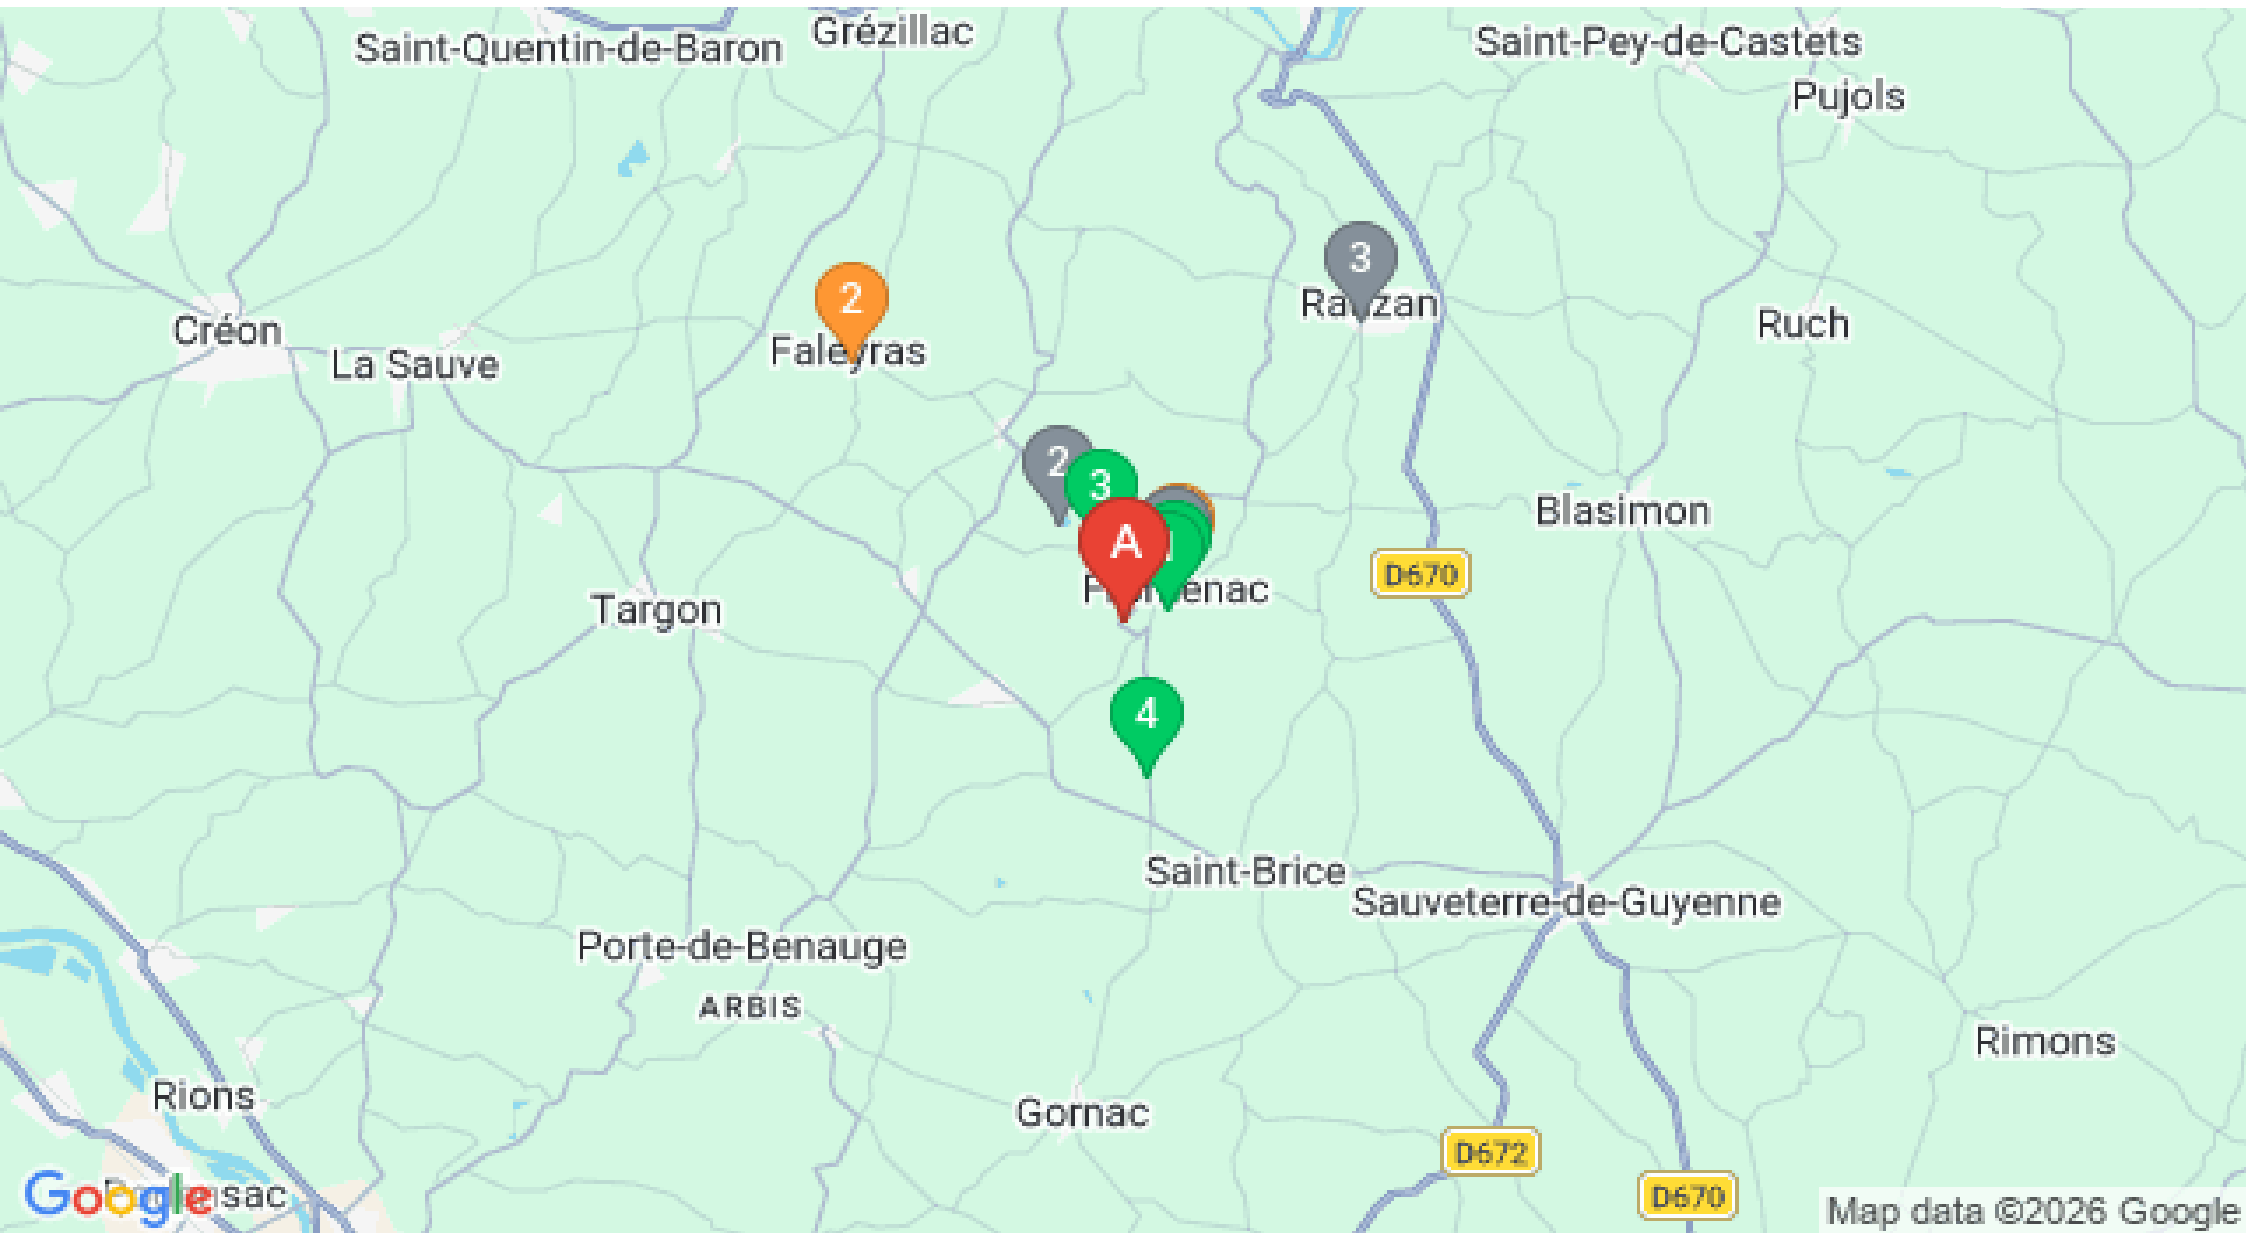 Grézillac
Saint-Quentin-de-Baron
Saint-Pey-de-Castets
Pujols
3
2
Rauzan
Créon
Faleyras
Ruch
La Sauve
2
3
Blasimon
A
D670
Targon
4
Saint-Brice
Sauveterre-de-Guyenne
Porte-de-Benauge
ARBIS
Rimons
Rions
Gornac
D672
Google
D670
Map data ©2026 Google